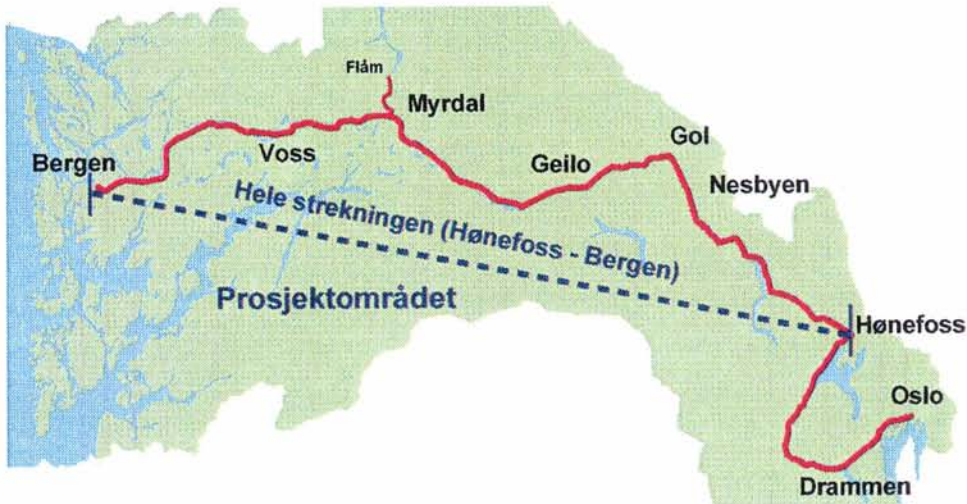 Flåm
Myrdal
Gol
Bergen
Voss
Geilo
Nesbyen
Hele strekningen (Hønefoss - Bergen)
Prosjektområdet
Hønefoss
Oslo
Drammen